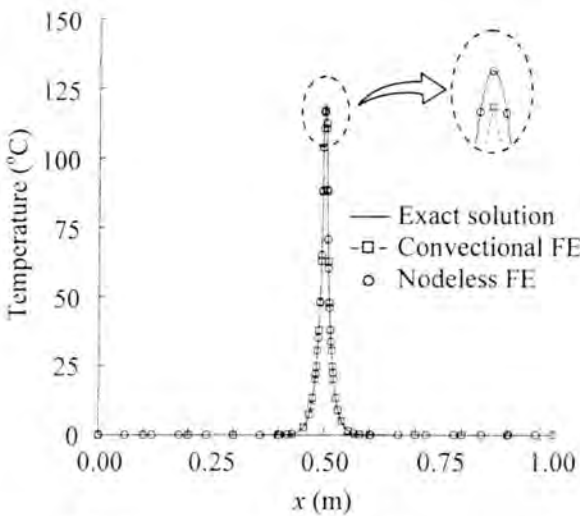 150
125
100
75
50
25
0
Temperature (°C)
Exact solution
Convectional FE
Nodeless FE
0.00 0.25 0.50 0.75 1.00
x (m)